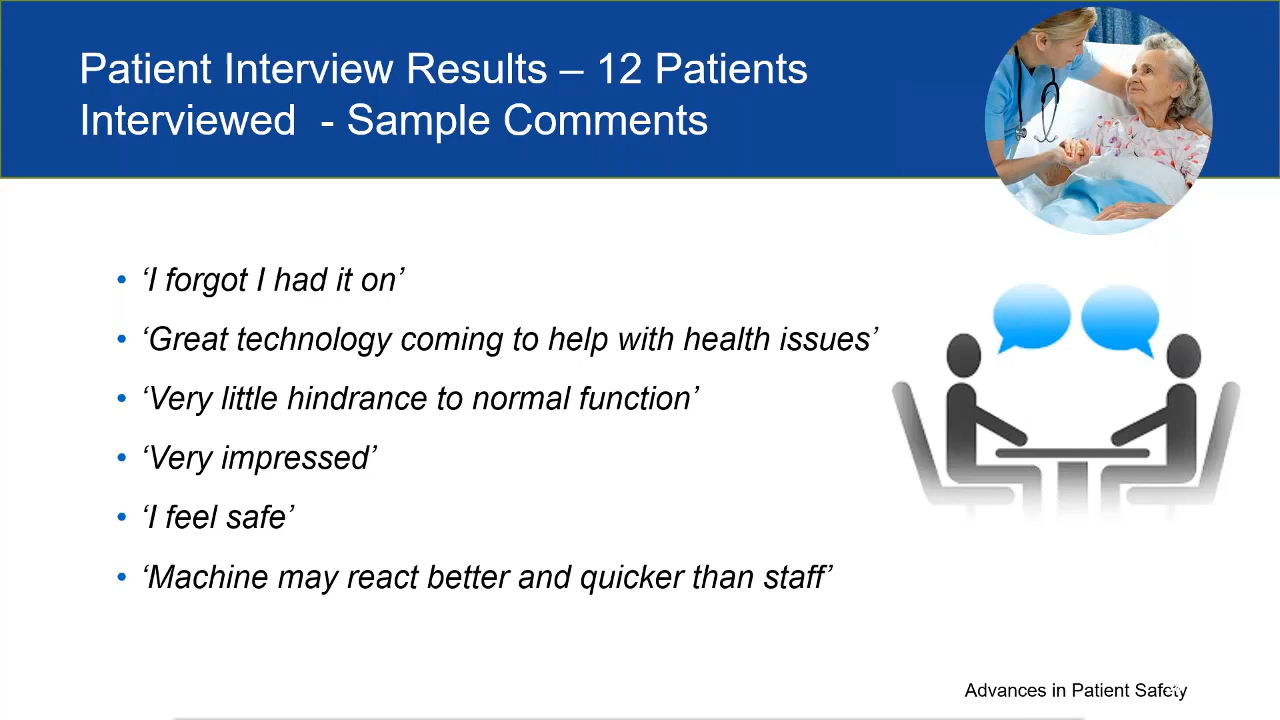 Patient Interview Results – 12 Patients
Interviewed  - Sample Comments
• ‘I forgot I had it on’
• ‘Great technology coming to help with health issues’
• ‘Very little hindrance to normal function’
• ‘Very impressed’
• ‘I feel safe’
• ‘Machine may react better and quicker than staff’
Advances in Patient Safety